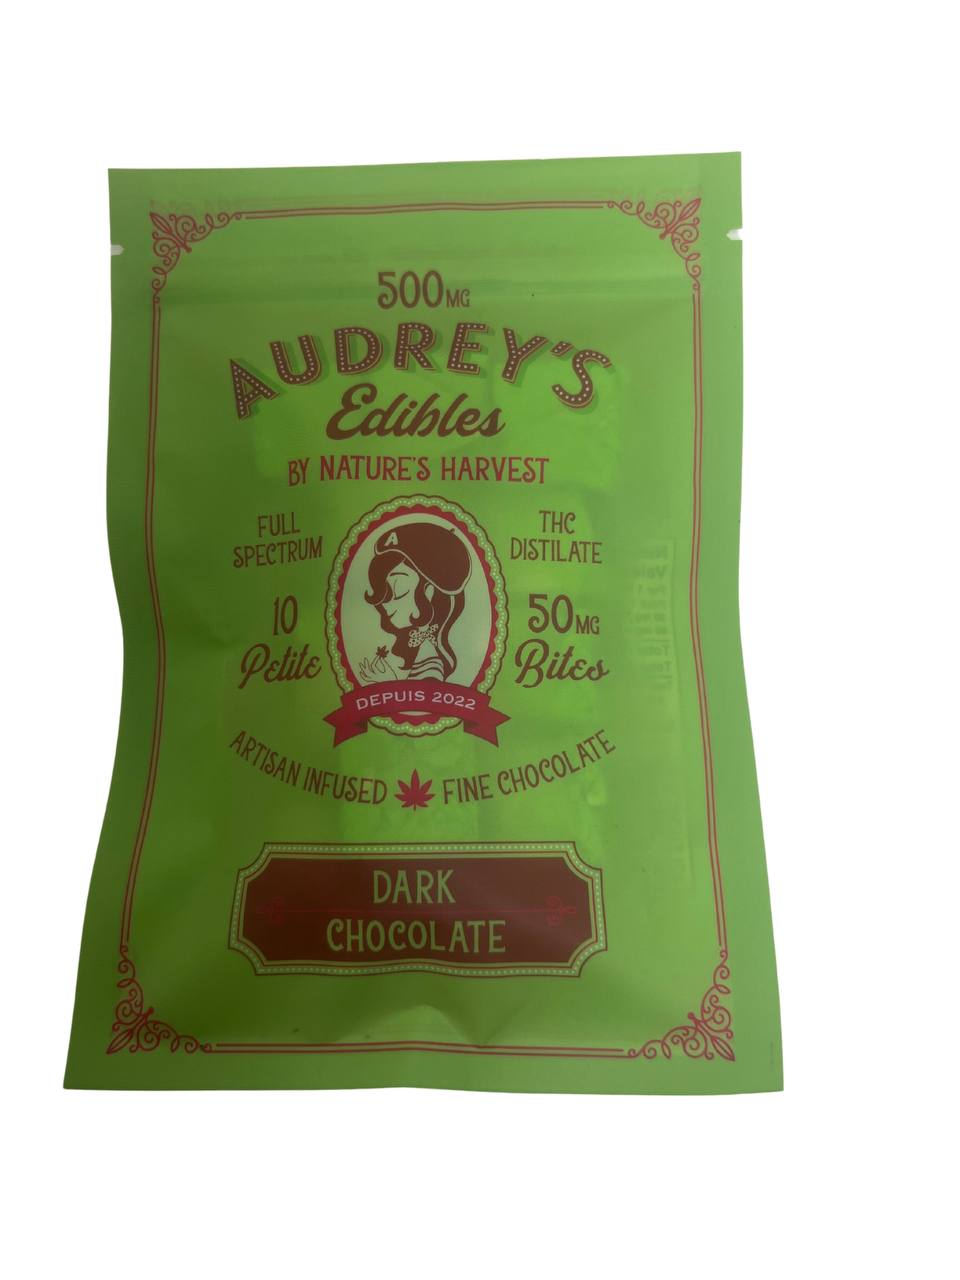 500MG
AUDREY'S
Edibles
BY NATURE'S HARVEST
FULL
SPECTRUM
THC
DISTILATE
A
10
Petite
50MG
Bites
DEPUIS 2022
ARTISAN INFUSED FINE CHOCOLATE
DARK
CHOCOLATE